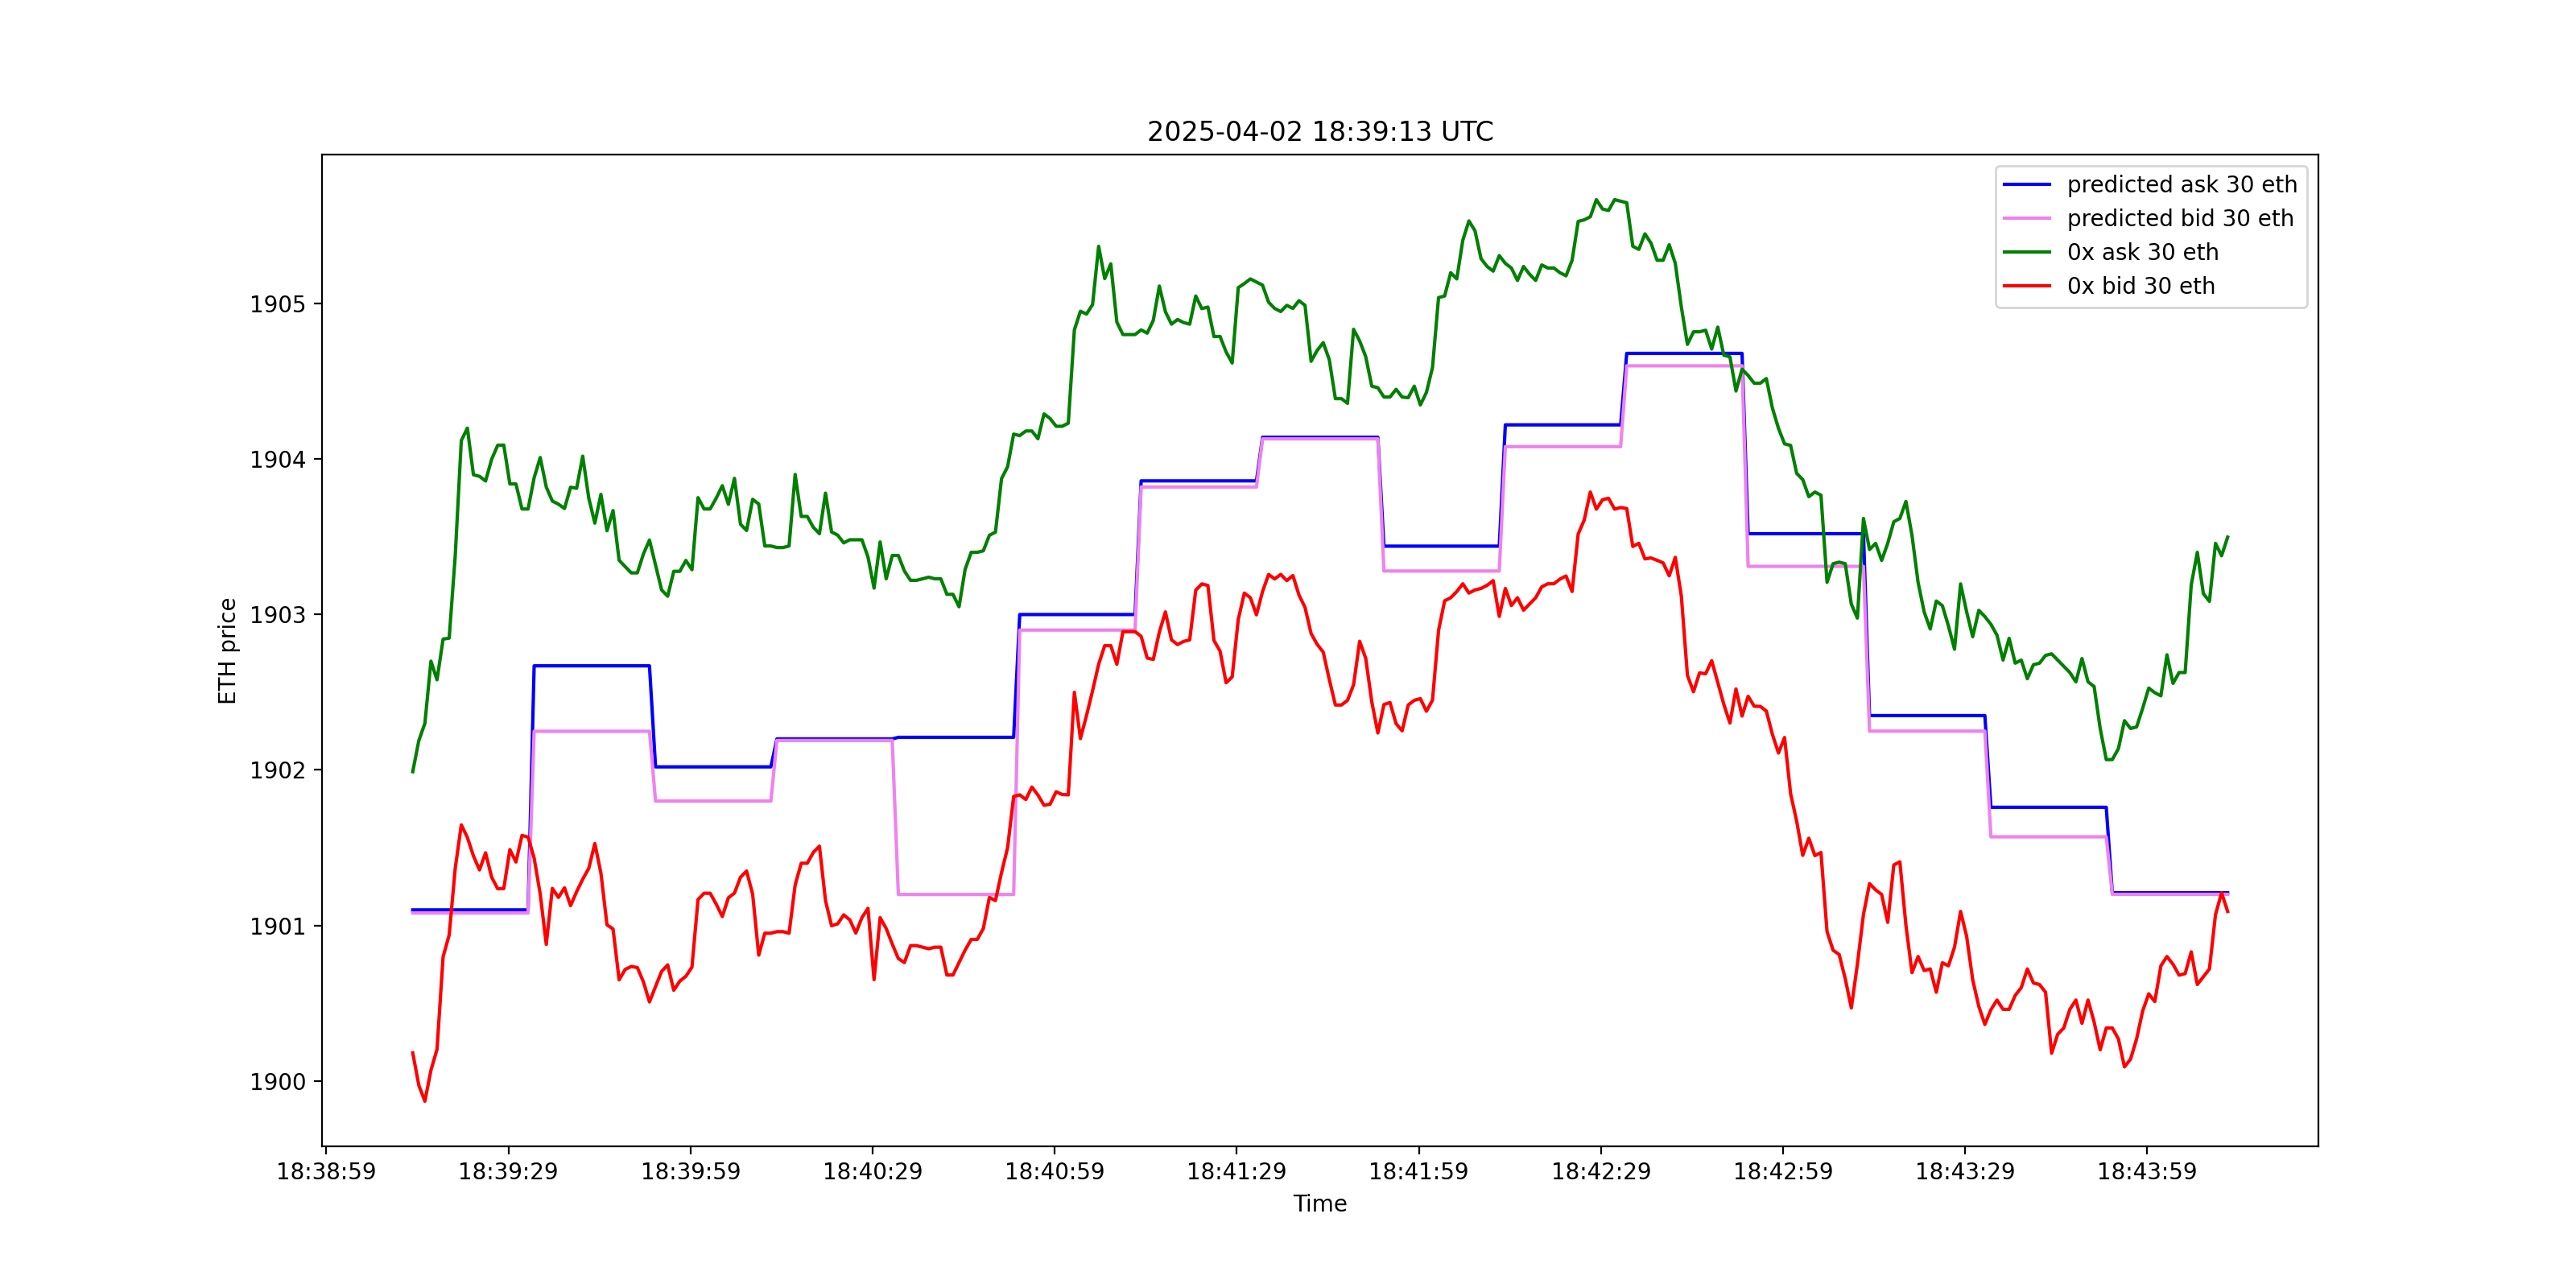 2025-04-02 18:39:13 UTC
predicted ask 30 eth
predicted bid 30 eth
0x ask 30 eth
0x bid 30 eth
ETH price
1905
1904
1903
1902
1901
1900
18:38:59 18:39:29 18:39:59 18:40:29 18:40:59 18:41:29 18:41:59 18:42:29 18:42:59 18:43:29 18:43:59
Time